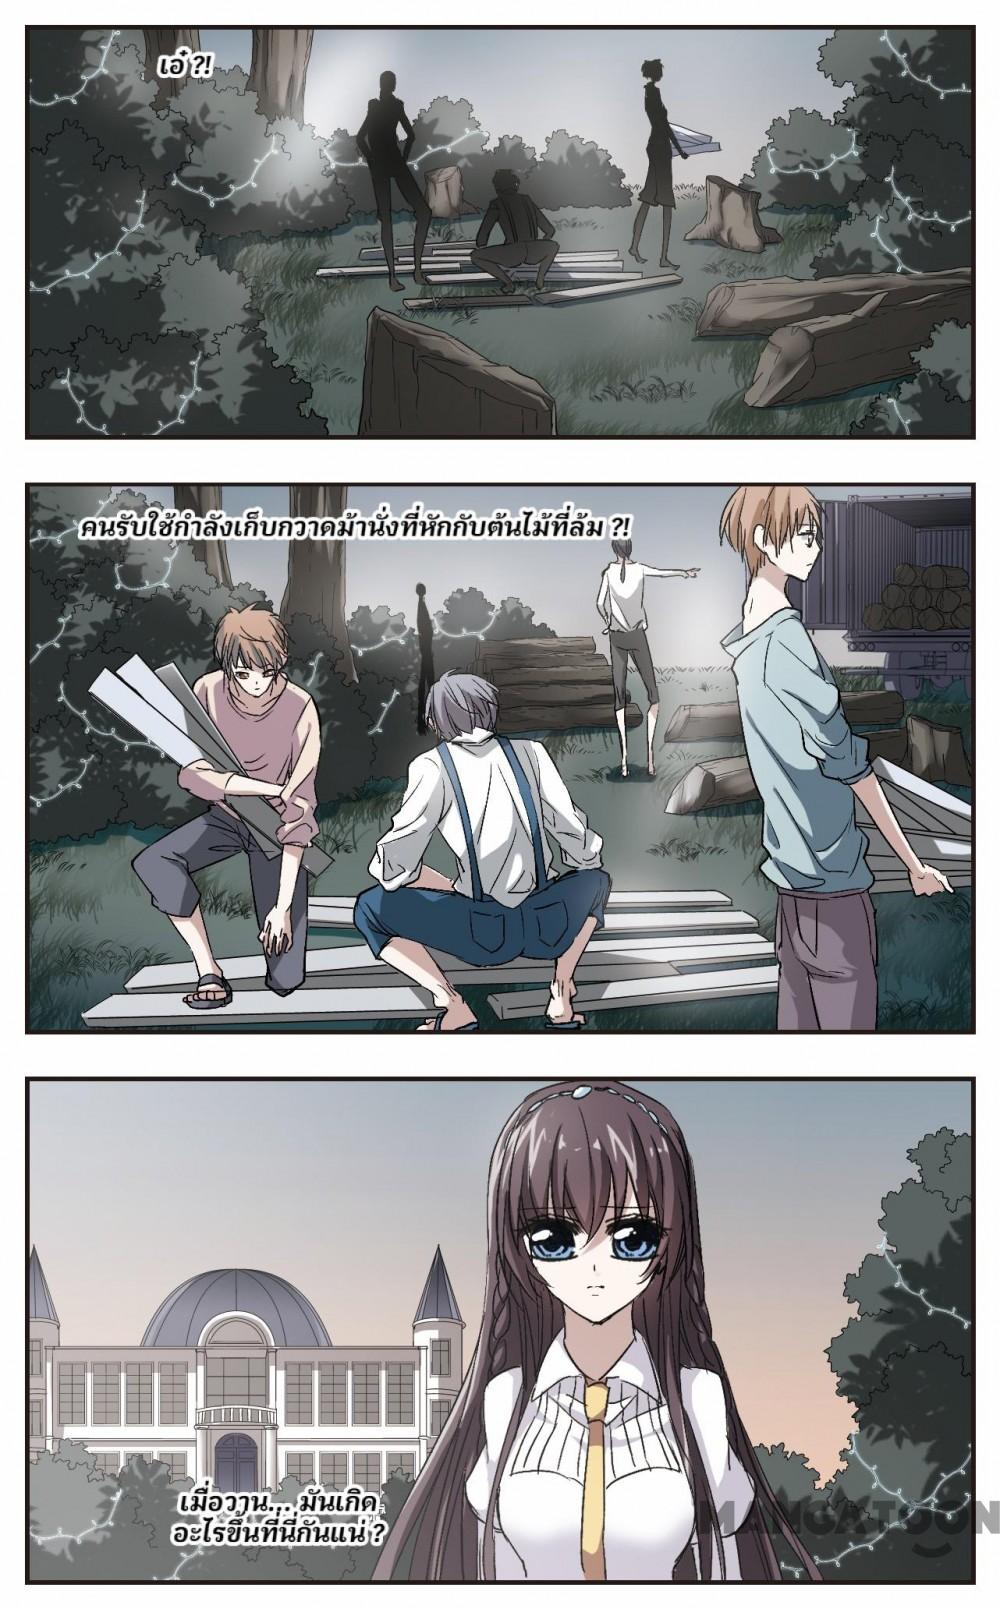 เอ๋ ?!
คนรับใช้กำลังเก็บกวาดม้านั่งที่หักกับต้นไม้ที่ล้ม ?!
เมื่อวาน... มันเกิด
อะไรขึ้นที่นี่กันแน่ ?
MANGATOON